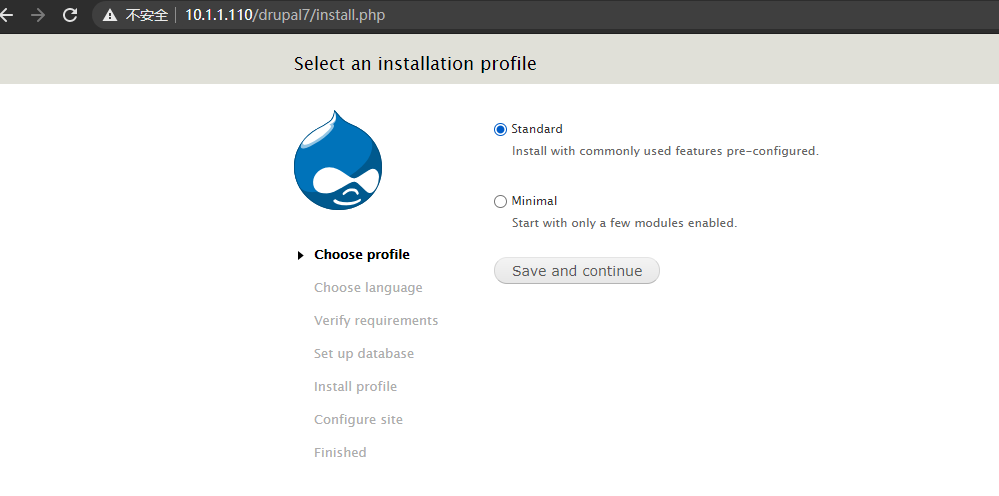 不安全 10.1.1.110/drupal7/install.php
Select an installation profile
Standard
Install with commonly used features pre-configured.
Minimal
Start with only a few modules enabled.
Save and continue
Choose profile
Choose language
Verify requirements
Set up database
Install profile
Configure site
Finished